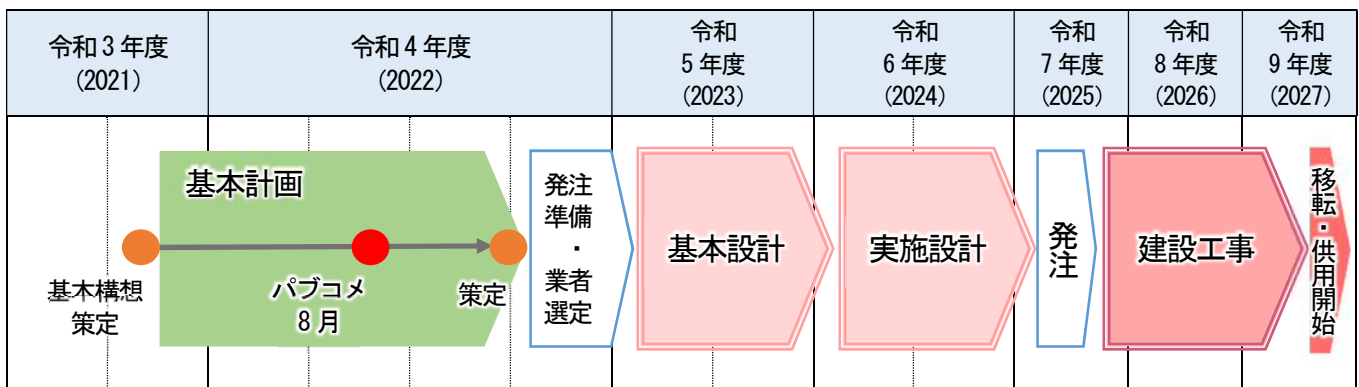 令和３年度
（2021）
令和４年度
（2022）
令和
５年度
（2023）
令和
６年度
（2024）
令和
７年度
（2025）
令和
８年度
（2026）
令和
９年度
（2027）
基本構想
策定
基本計画
パブコメ
８月
策定
発注
準備
・
業者
選定
基本設計
実施設計
発注
建設工事
移転・供用開始